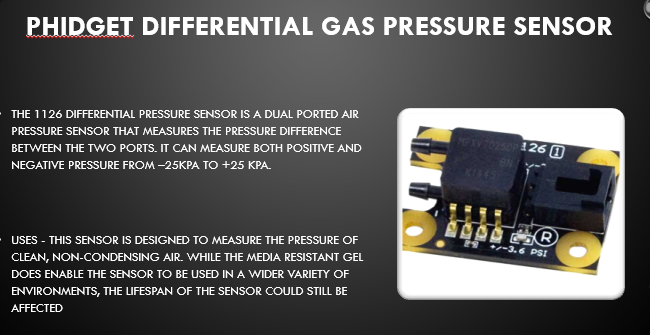 PHIDGET DIFFERENTIAL GAS PRESSURE SENSOR
THE 1126 DIFFERENTIAL PRESSURE SENSOR IS A DUAL PORTED AIR
PRESSURE SENSOR THAT MEASURES THE PRESSURE DIFFERENCE
BETWEEN THE TWO PORTS. IT CAN MEASURE BOTH POSITIVE AND
NEGATIVE PRESSURE FROM –25KPA TO +25 KPA.
126 1
R
+/-3.6 PSI
USES - THIS SENSOR IS DESIGNED TO MEASURE THE PRESSURE OF
CLEAN, NON-CONDENSING AIR. WHILE THE MEDIA RESISTANT GEL
DOES ENABLE THE SENSOR TO BE USED IN A WIDER VARIETY OF
ENVIRONMENTS, THE LIFESPAN OF THE SENSOR COULD STILL BE
AFFECTED